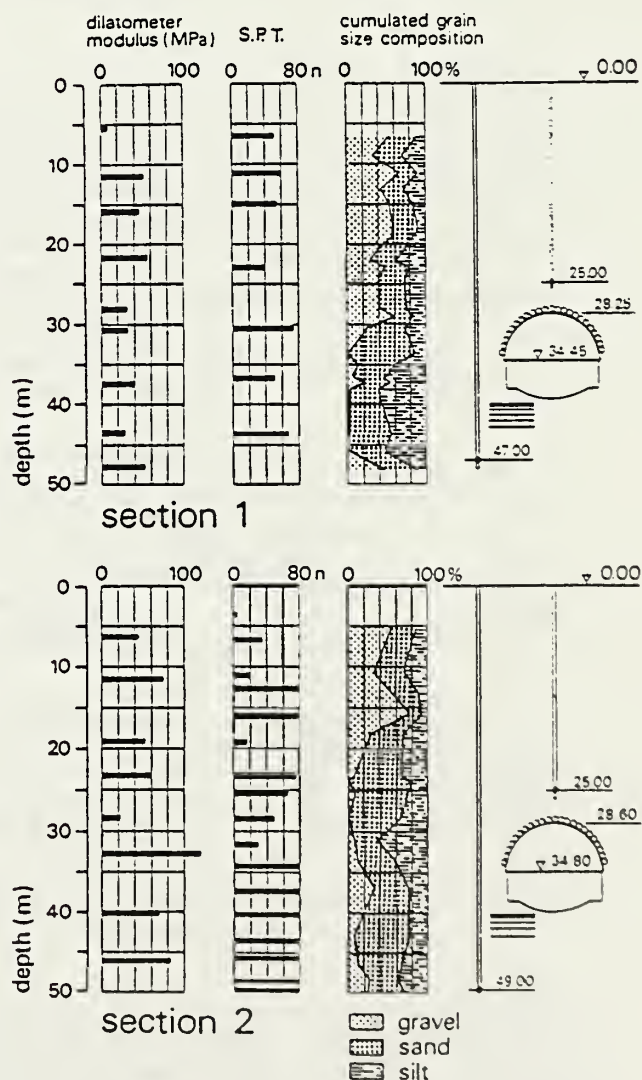 dilatometer
modulus (MPa)
S.P.T.
cumulated grain
size composition
0 100 0 80 n 0 100 % 0.00
0
10
20
30
40
50
depth (m)
25.00
28.25
34.45
47.00
section 1
0 100 0 80 n 0 100 % 0.00
0
10
20
30
40
50
depth (m)
25.00
28.60
34.80
49.00
section 2
gravel
sand
silt